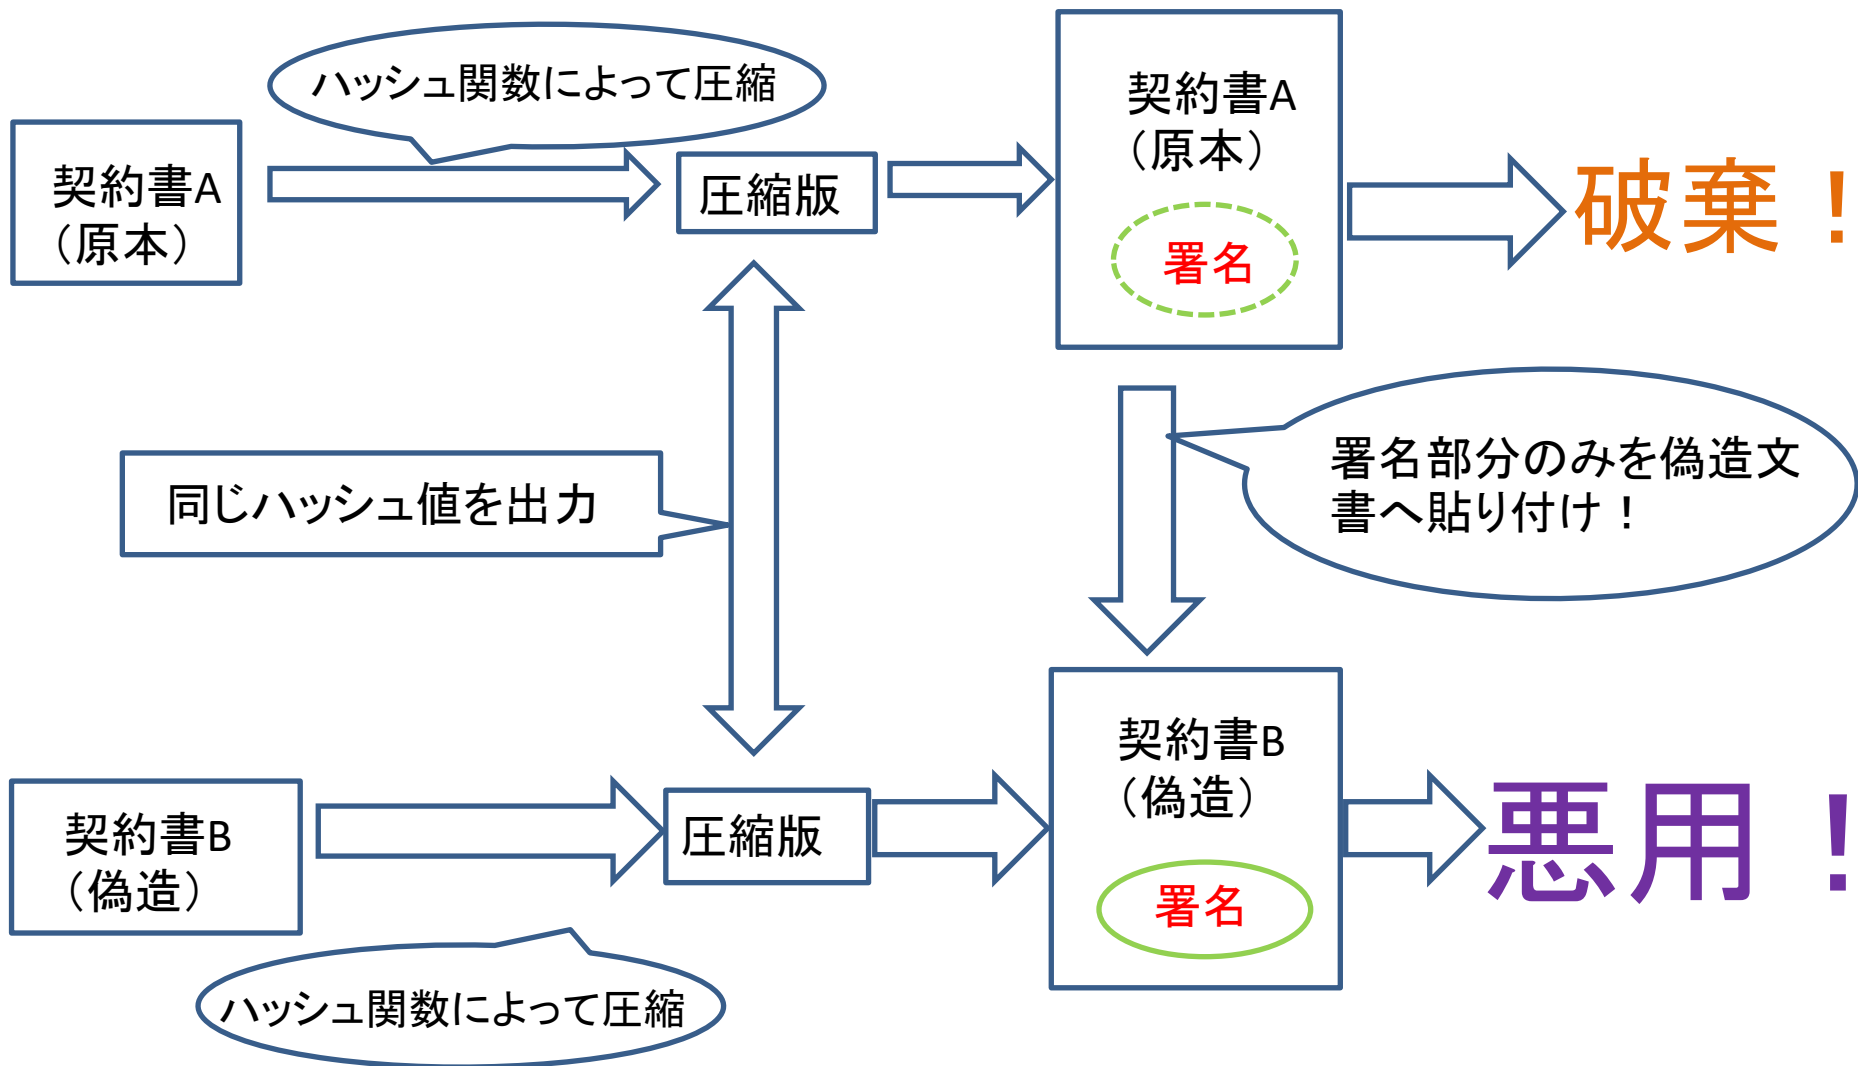 ハッシュ関数によって圧縮
契約書A
（原本）
圧縮版
契約書A
（原本）
署名
破棄！
同じハッシュ値を出力
署名部分のみを偽造文
書へ貼り付け！
契約書B
（偽造）
圧縮版
契約書B
（偽造）
署名
悪用！
ハッシュ関数によって圧縮